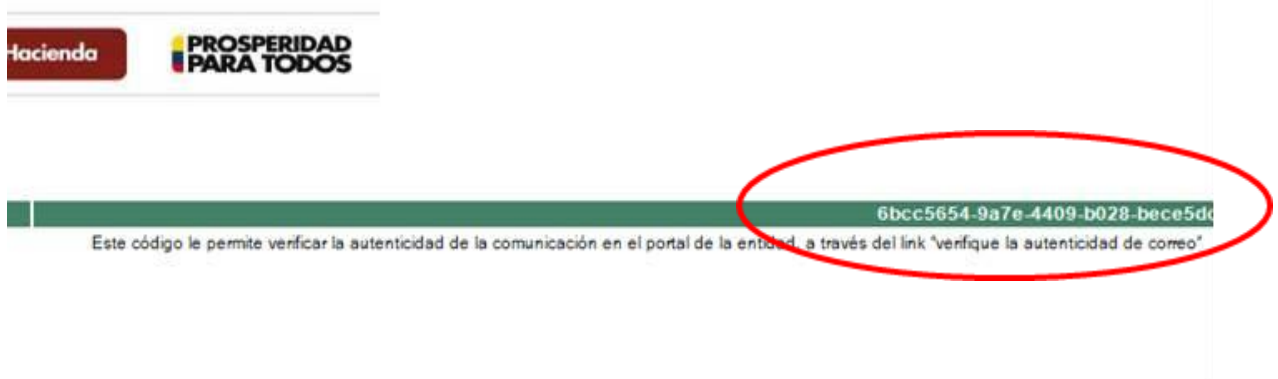 Hacienda
PROSPERIDAD
PARA TODOS
6bcc5654-9a7e-4409-b028-bece5dc
Este código le permite verificar la autenticidad de la comunicación en el portal de la entidad, a través del link "verifique la autenticidad de correo"